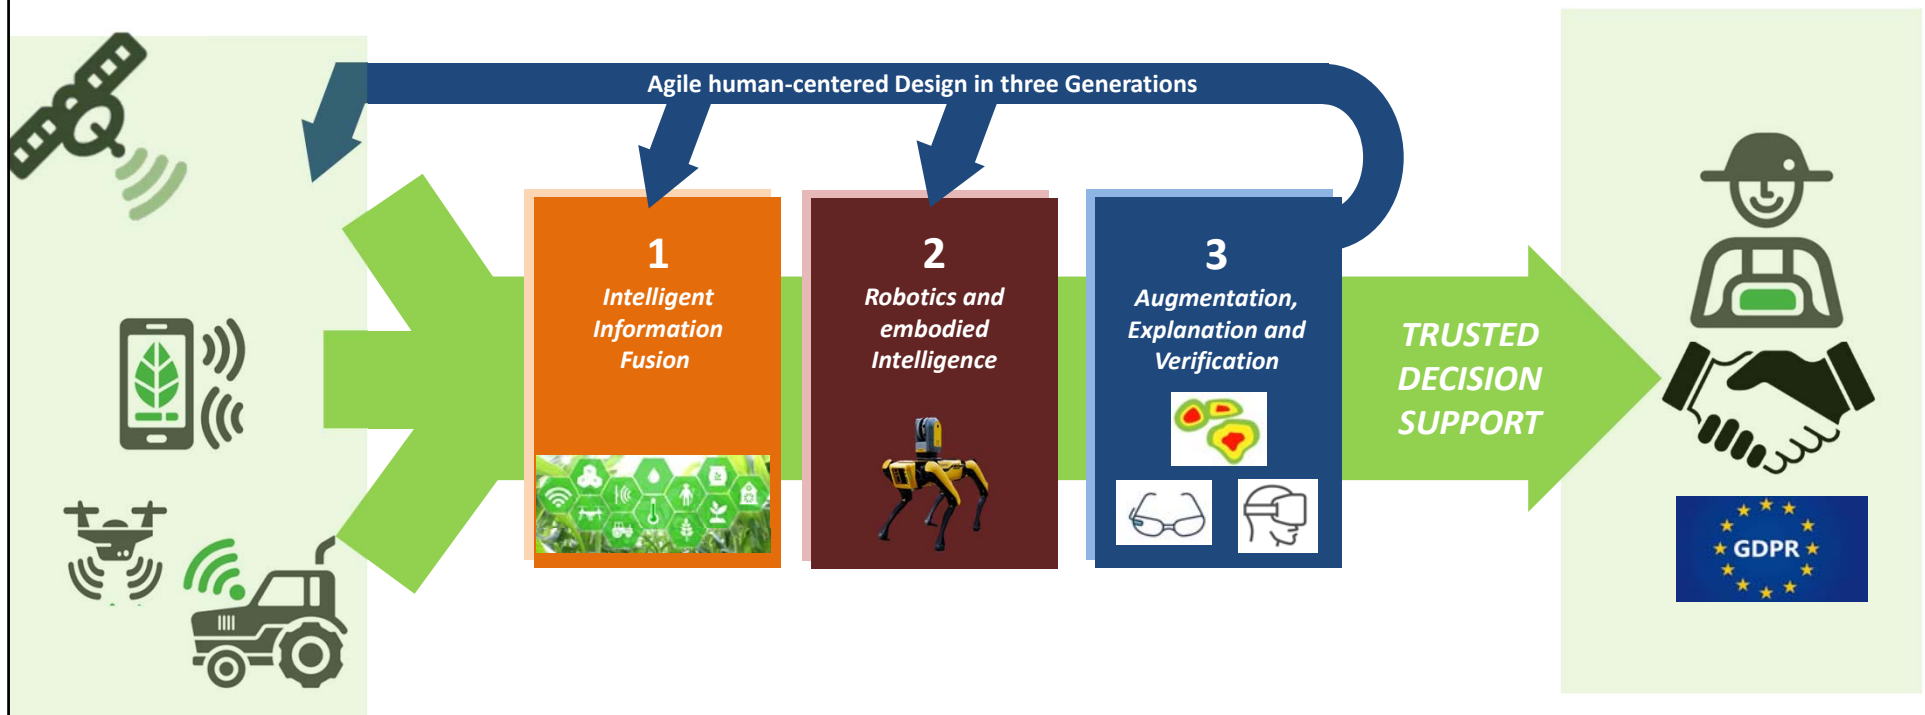 Agile human-centered Design in three Generations
1
Intelligent
Information
Fusion
2
Robotics and
embodied
Intelligence
3
Augmentation,
Explanation and
Verification
TRUSTED
DECISION
SUPPORT
GDPR